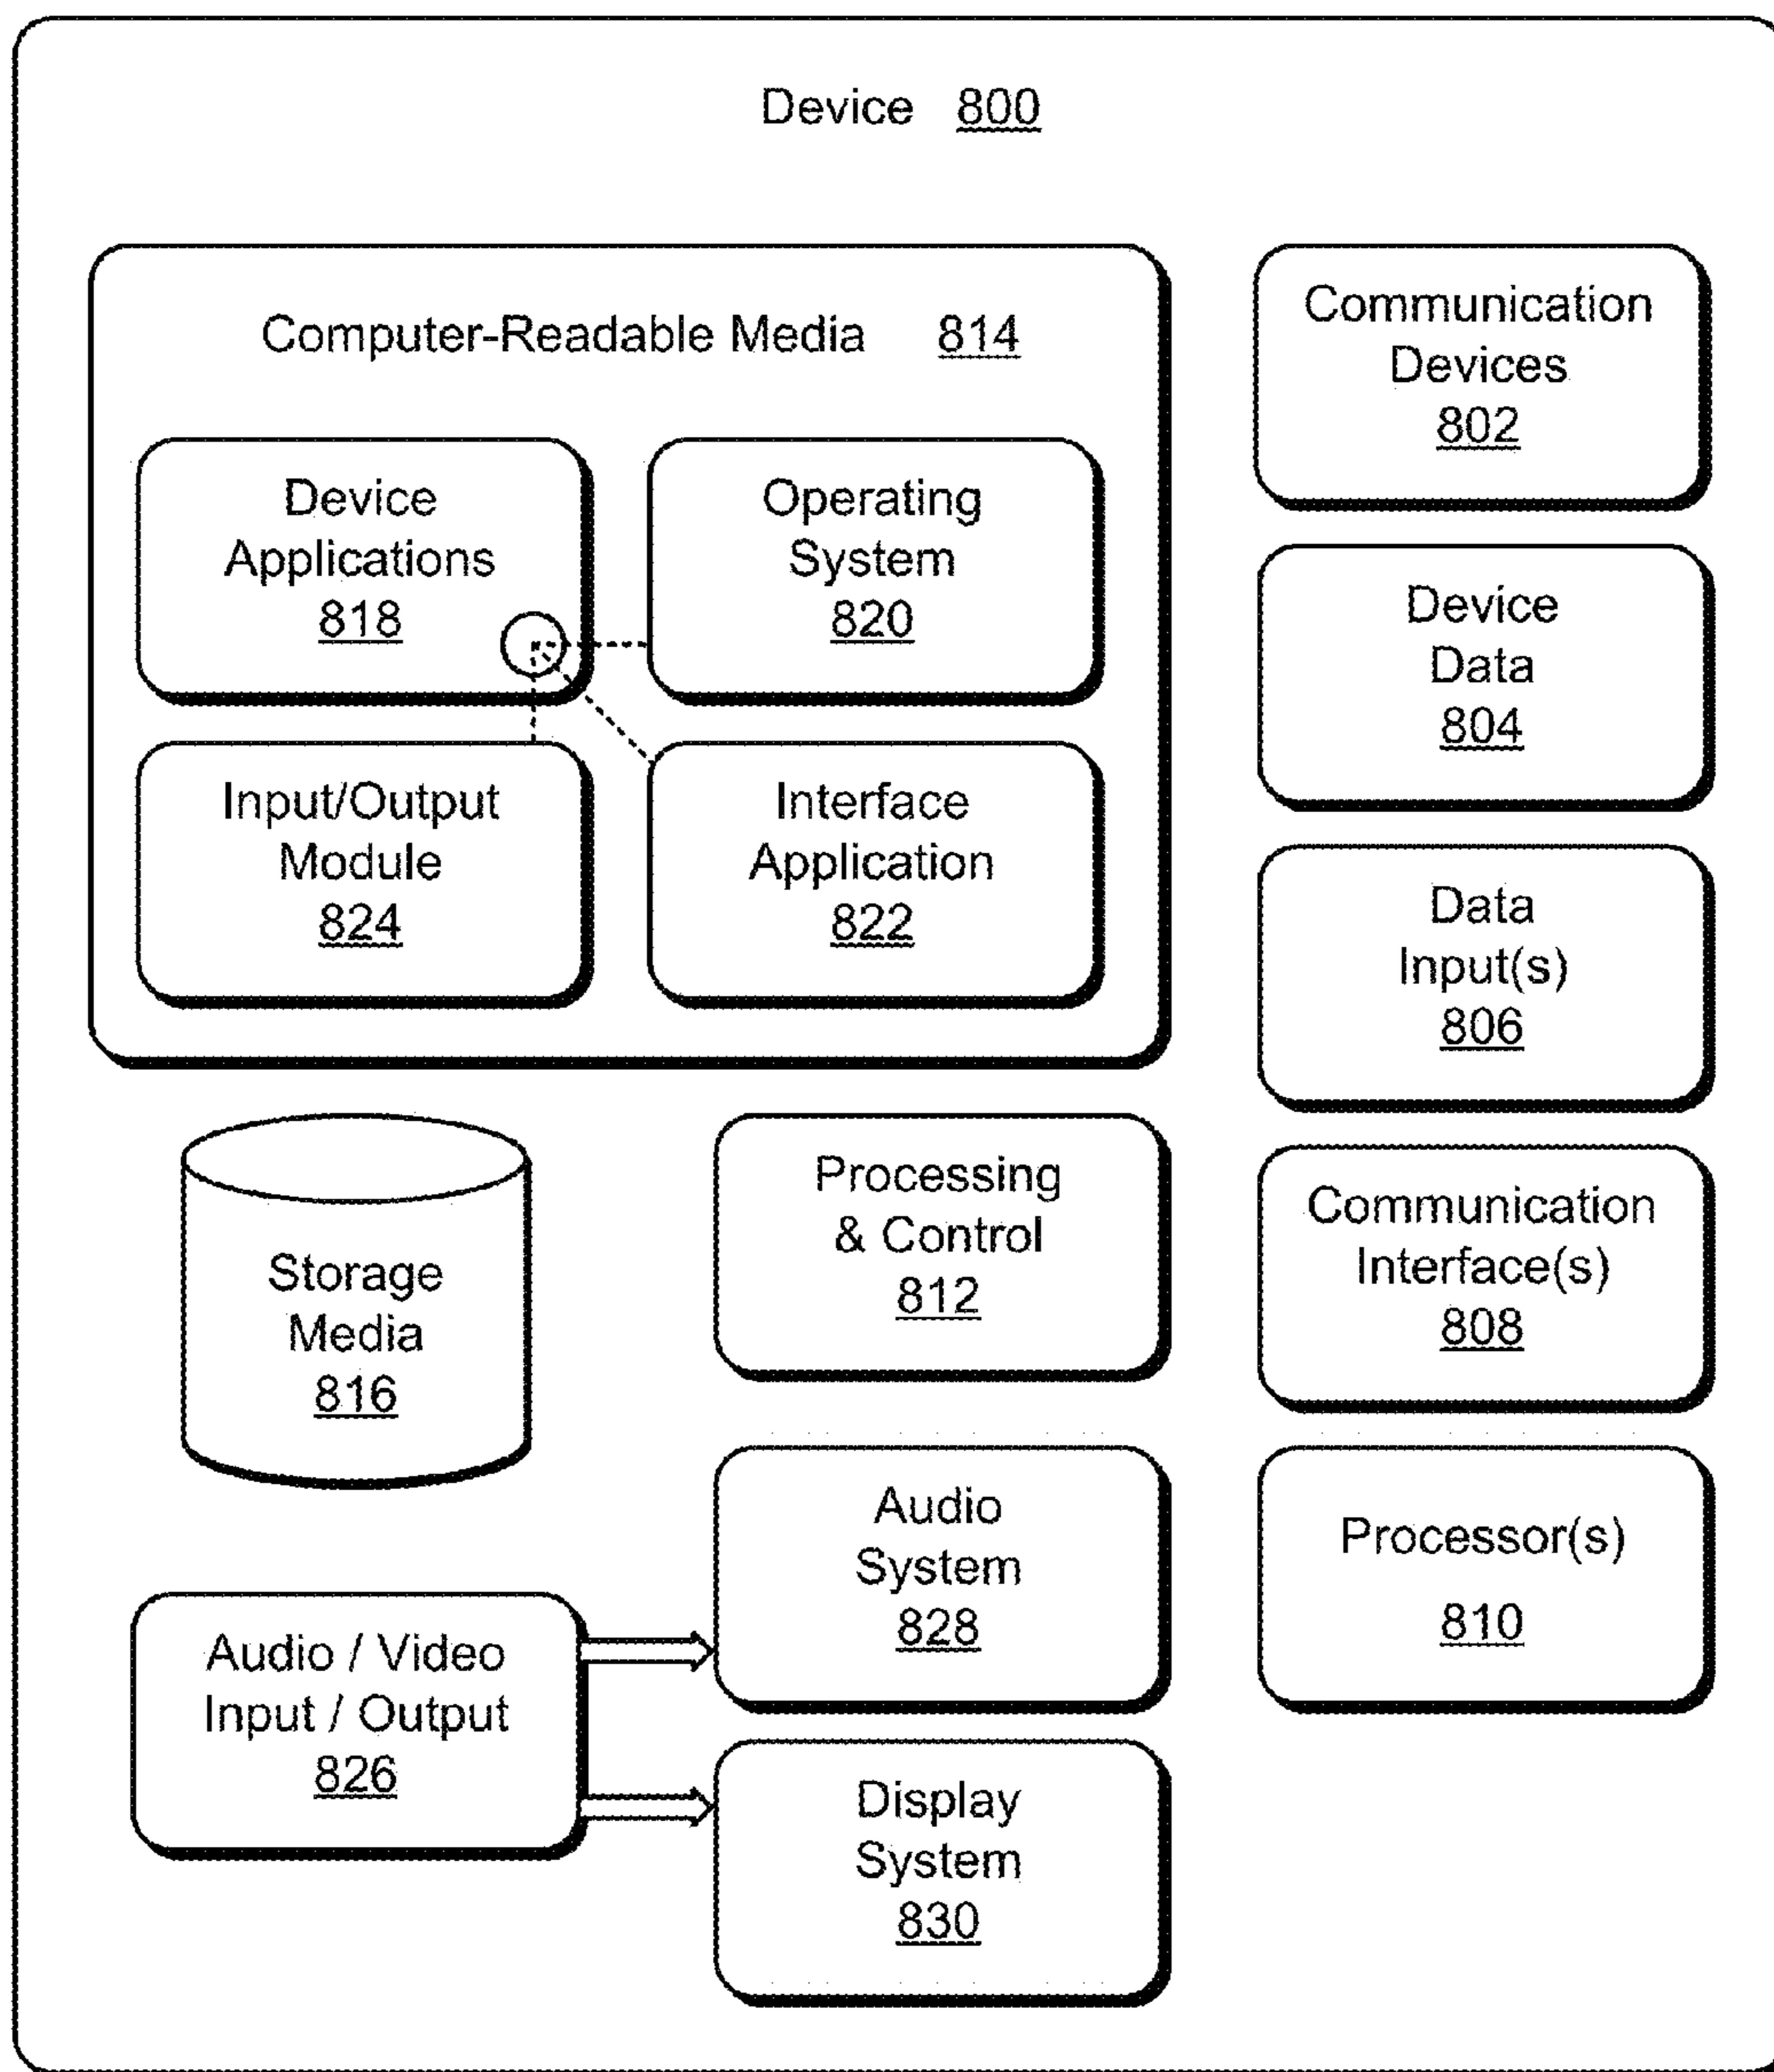 Device 800
Computer-Readable Media 814
Device
Applications
818
Operating
System
820
Input/Output
Module
824
Interface
Application
822
Storage
Media
816
Processing
& Control
812
Audio / Video
Input / Output
826
Audio
System
828
Display
System
830
Communication
Devices
802
Device
Data
804
Data
Input(s)
806
Communication
Interface(s)
808
Processor(s)
810